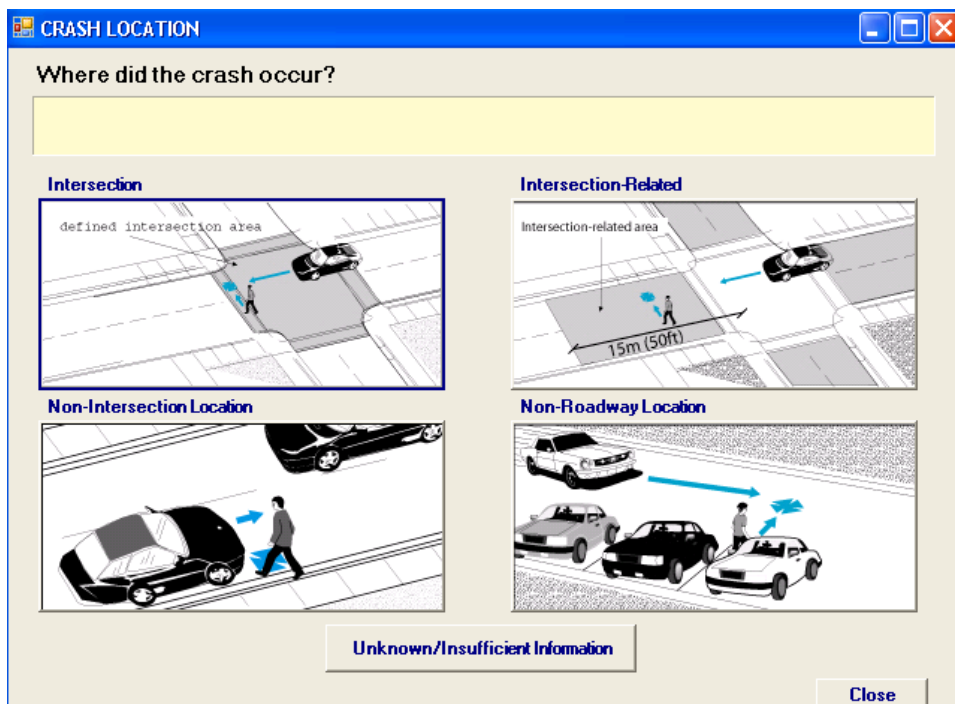 CRASH LOCATION
Where did the crash occur?
Intersection
Intersection-Related
defined intersection area
Intersection-related area
15m (50ft)
Non-Intersection Location
Non-Roadway Location
Unknown/Insufficient Information
Close